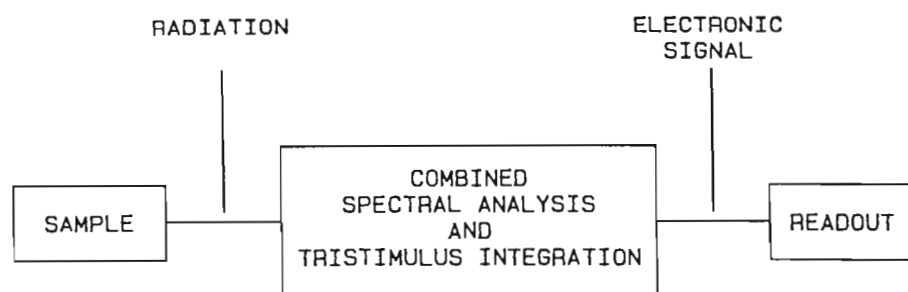 RADIATION
ELECTRONIC
SIGNAL
SAMPLE
COMBINED
SPECTRAL ANALYSIS
AND
TRISTIMULUS INTEGRATION
READOUT